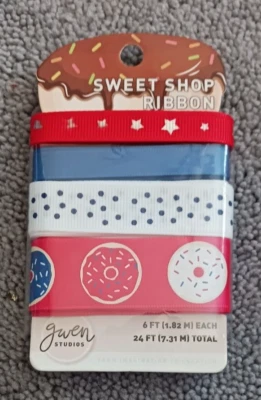 SWEET SHOP
RIBBON
gwen
STUDIOS
6 FT (1.82 M) EACH
24 FT (7.31 M) TOTAL